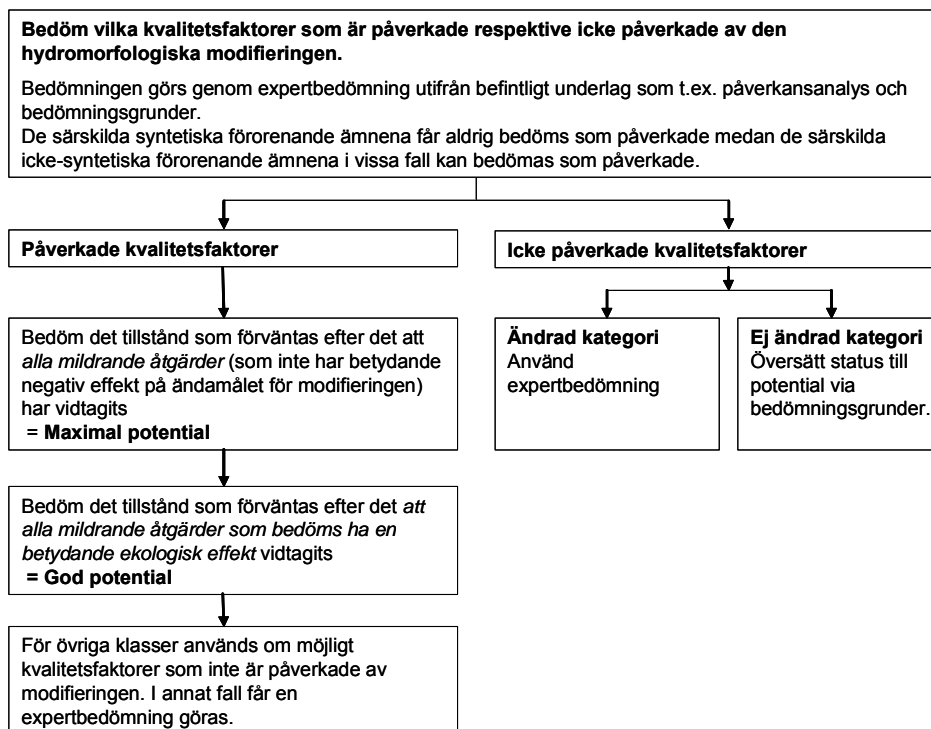 Bedöm vilka kvalitetsfaktorer som är påverkade respektive icke påverkade av den
hydromorfologiska modifieringen.
Bedömningen görs genom expertbedömning utifrån befintligt underlag som t.ex. påverkansanalys och
bedömningsgrunder.
De särskilda syntetiska förorenande ämnena får aldrig bedöms som påverkade medan de särskilda
icke-syntetiska förorenande ämnena i vissa fall kan bedömas som påverkade.
Påverkade kvalitetsfaktorer
Icke påverkade kvalitetsfaktorer
Bedöm det tillstånd som förväntas efter det att
alla mildrande åtgärder (som inte har betydande
negativ effekt på ändamålet för modifieringen)
har vidtagits
= Maximal potential
Ändrad kategori
Använd
expertbedömning
Ej ändrad kategori
Översätt status till
potential via
bedömningsgrunder.
Bedöm det tillstånd som förväntas efter det att
alla mildrande åtgärder som bedöms ha en
betydande ekologisk effekt vidtagits
= God potential
För övriga klasser används om möjligt
kvalitetsfaktorer som inte är påverkade av
modifieringen. I annat fall får en
expertbedömning göras.